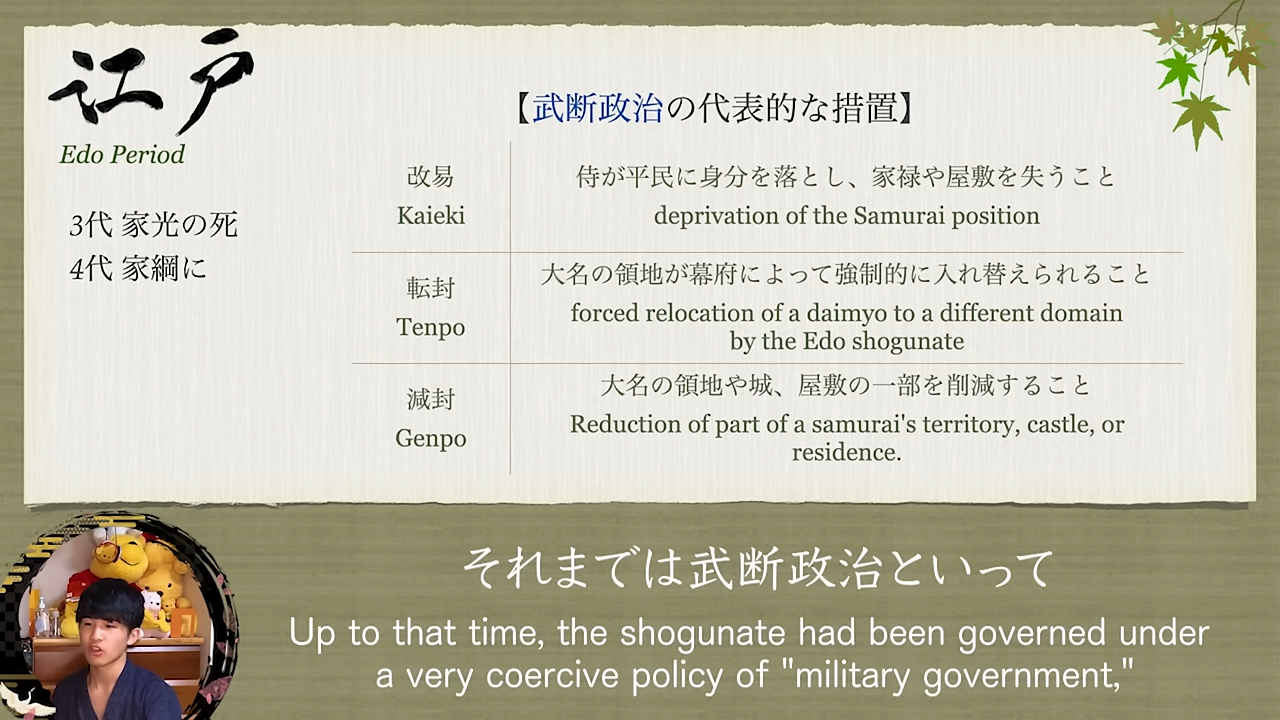 江戸
Edo Period
3代 家光の死
4代 家綱に
【武断政治の代表的な措置】
改易
Kaieki
侍が平民に身分を落とし、家禄や屋敷を失うこと
deprivation of the Samurai position
転封
Tenpo
大名の領地が幕府によって強制的に入れ替えられること
forced relocation of a daimyo to a different domain
by the Edo shogunate
減封
Genpo
大名の領地や城、屋敷の一部を削減すること
Reduction of part of a samurai's territory, castle, or
residence.
それまでは武断政治といって
Up to that time, the shogunate had been governed under
a very coercive policy of "military government,"